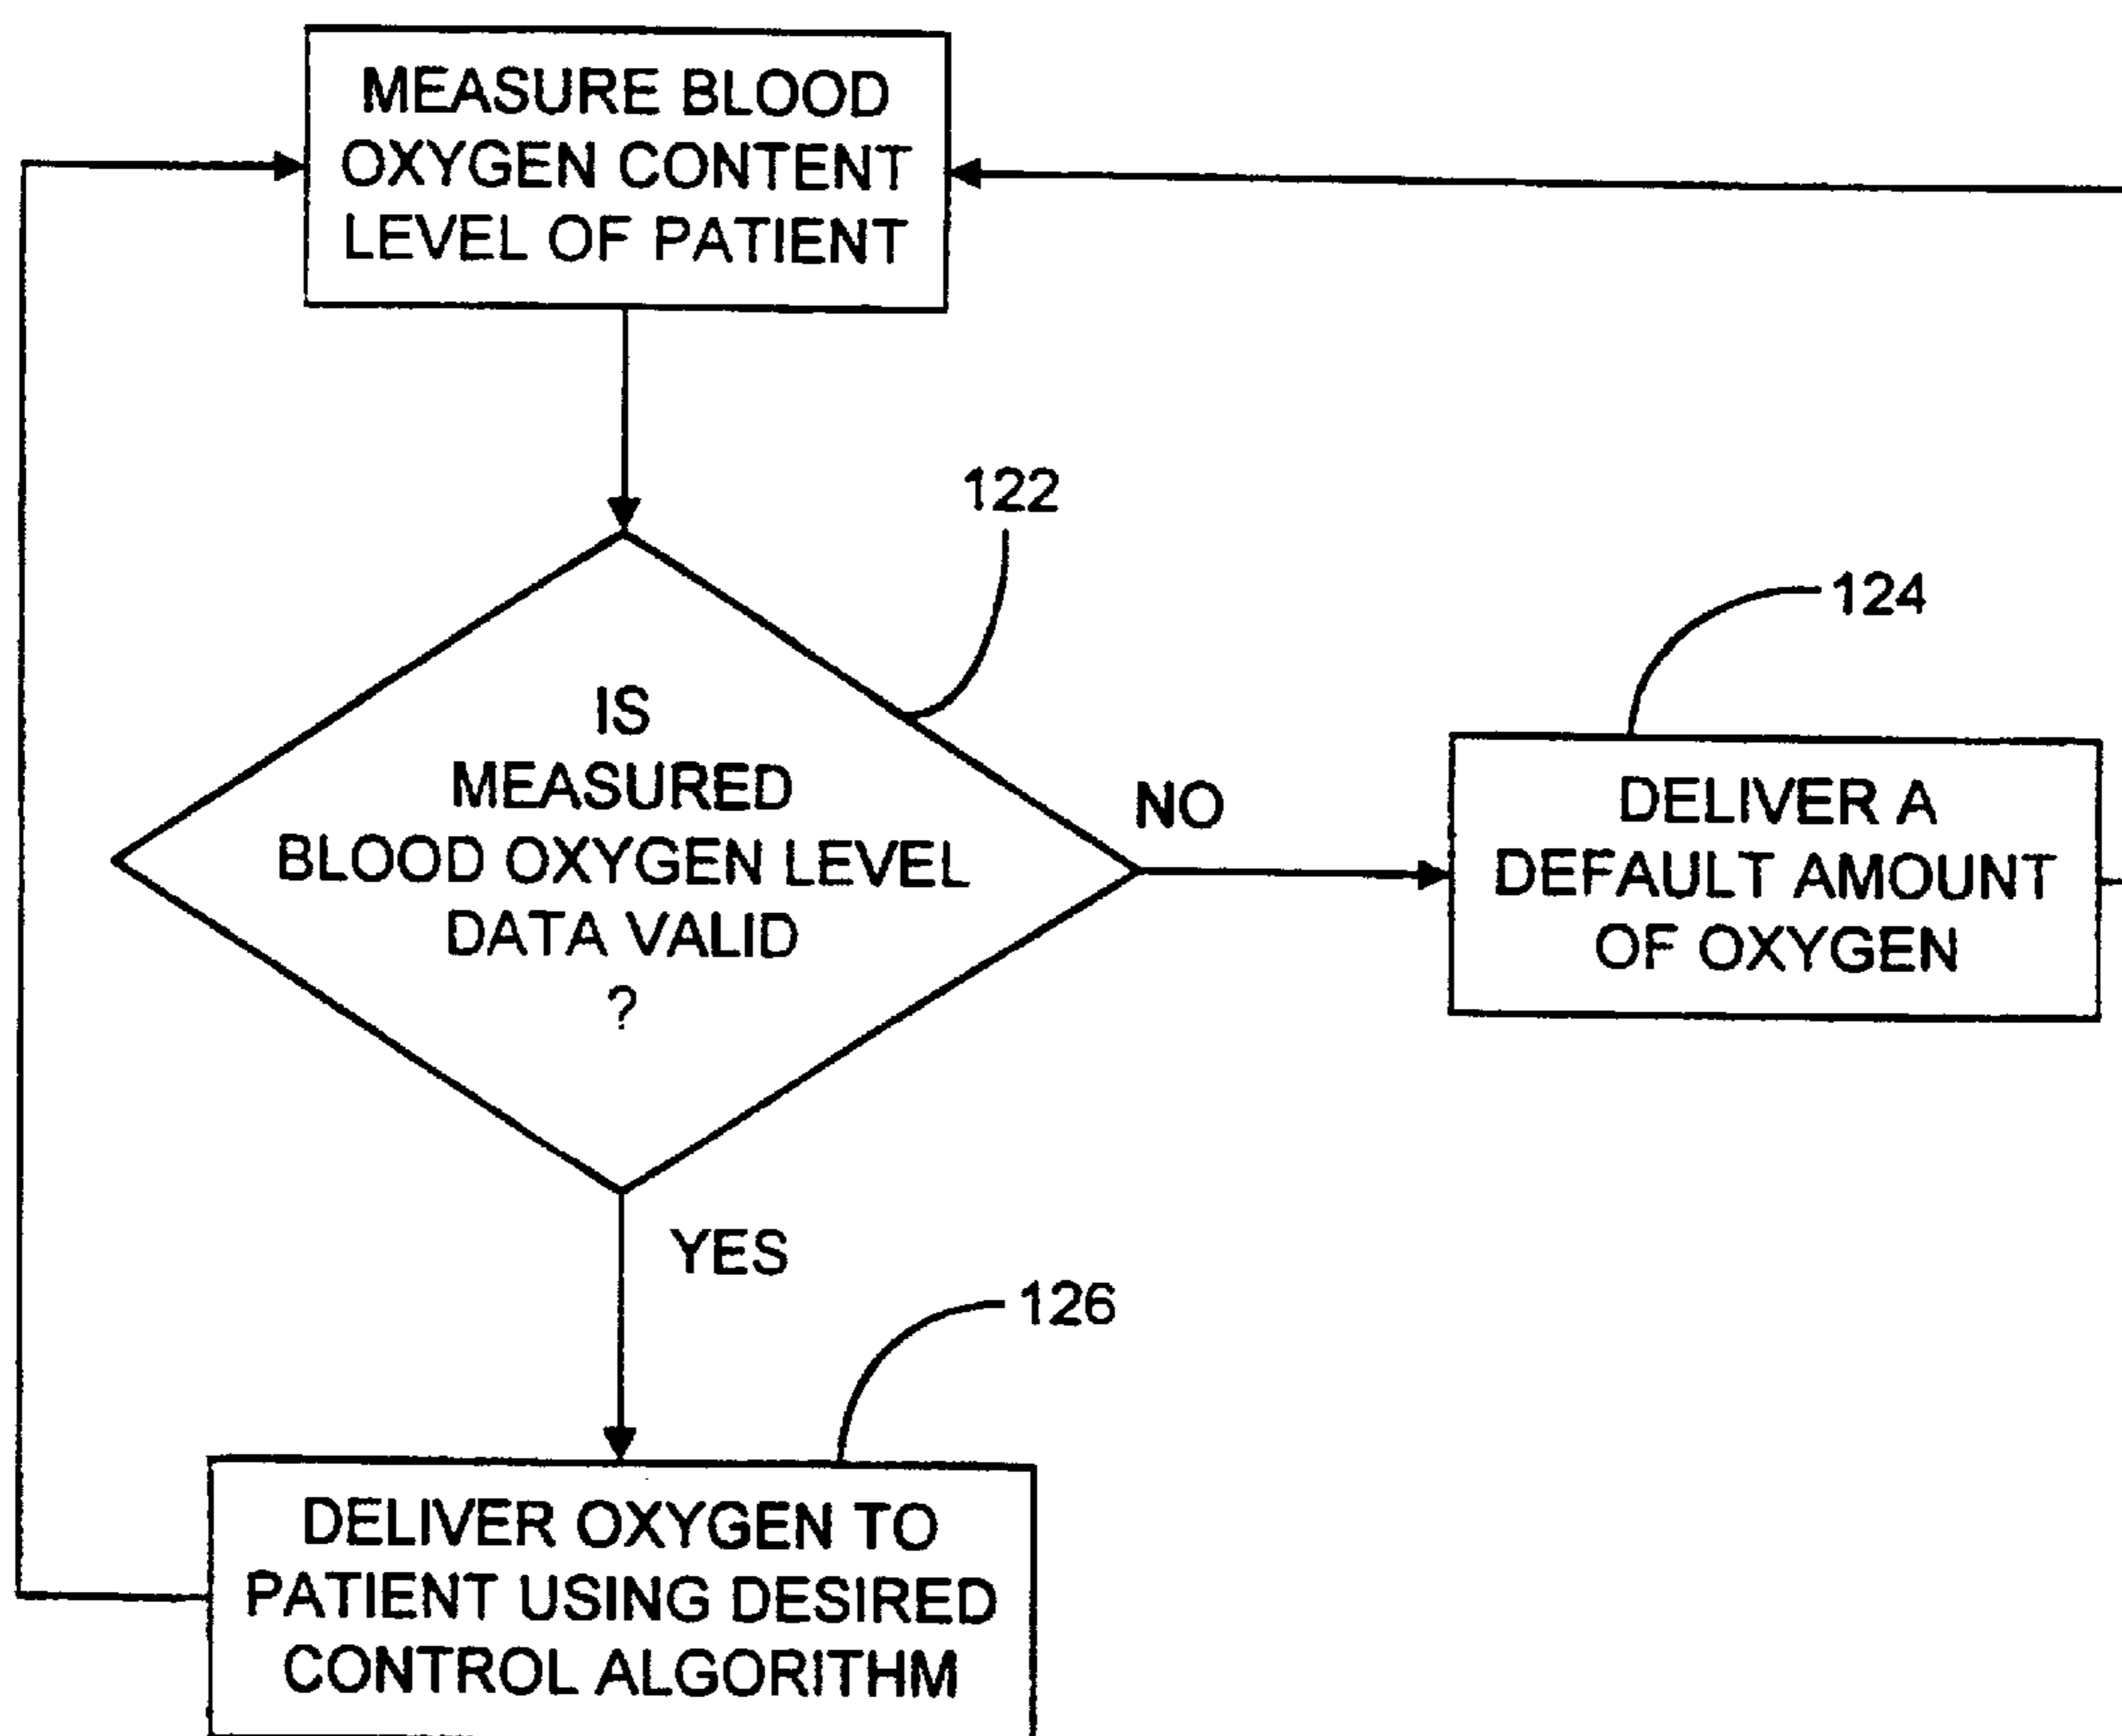 MEASURE BLOOD
OXYGEN CONTENT
LEVEL OF PATIENT
122
124
IS
MEASURED
BLOOD OXYGEN LEVEL
DATA VALID
?
NO
DELIVER A
DEFAULT AMOUNT
OF OXYGEN
YES
126
DELIVER OXYGEN TO
PATIENT USING DESIRED
CONTROL ALGORITHM